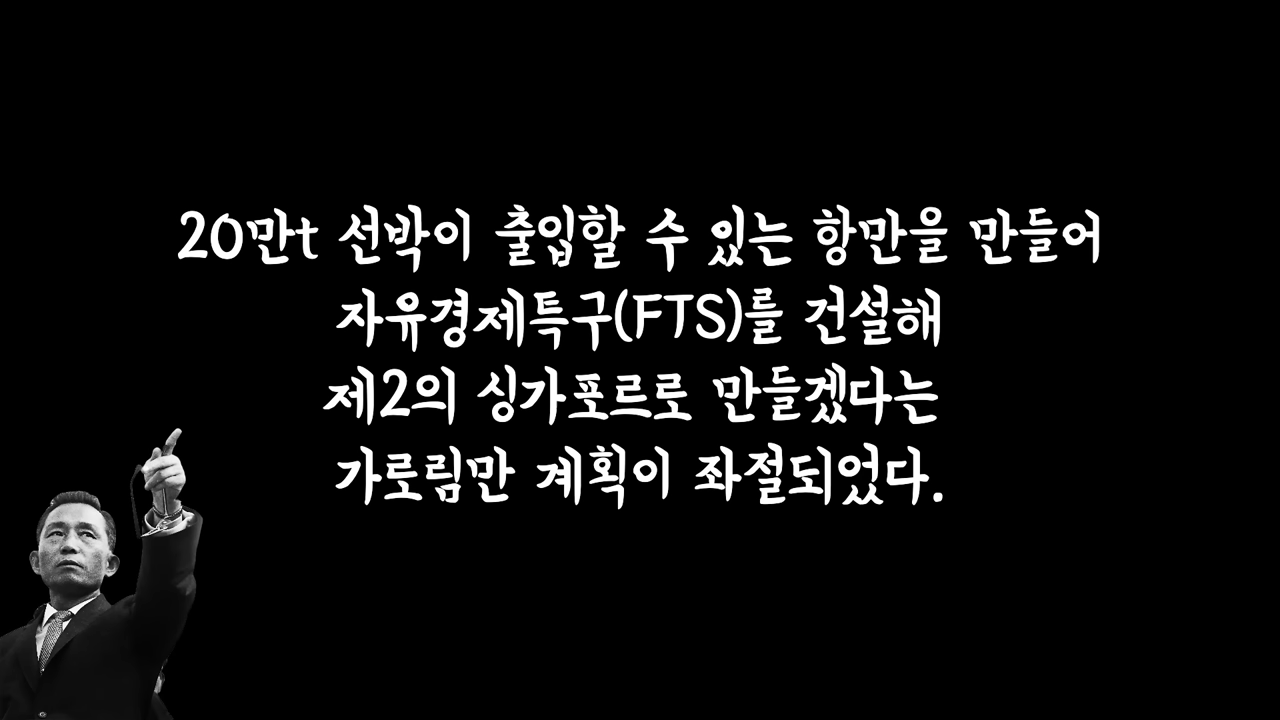 20만t 선박이 출입할 수 있는 항만을 만들어
자유경제특구(FTS)를 건설해
제2의 싱가포르로 만들겠다는
가로림만 계획이 좌절되었다.